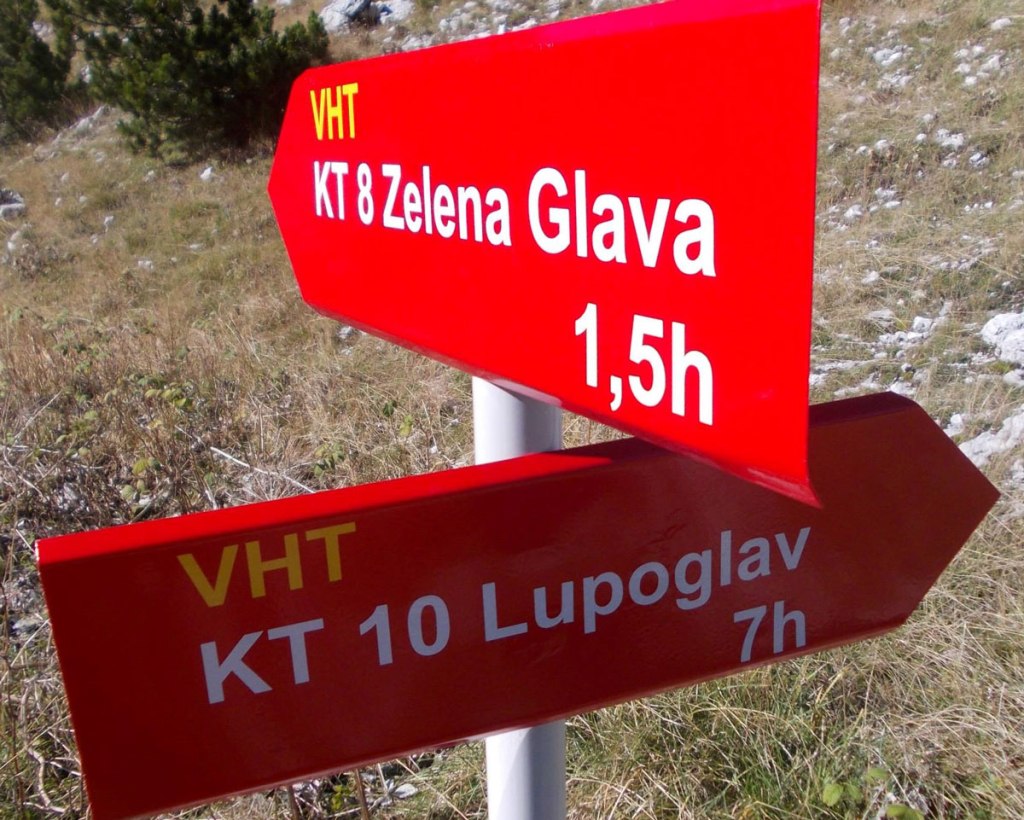 VHT
KT 8 Zelena Glava
1,5h
VHT
KT 10 Lupoglav
7h